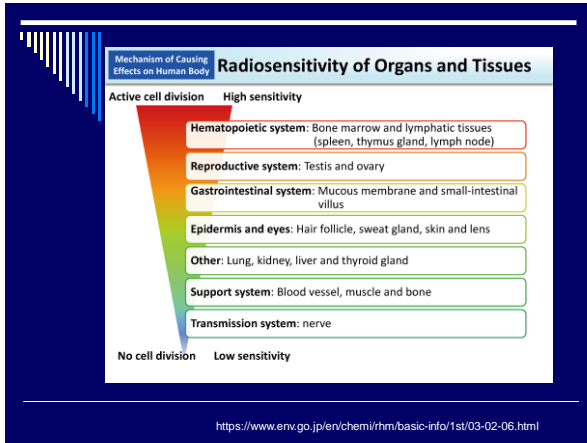 Mechanism of Causing
Effects on Human Body
Radiosensitivity of Organs and Tissues
Active cell division High sensitivity
Hematopoietic system: Bone marrow and lymphatic tissues
(spleen, thymus gland, lymph node)
Reproductive system: Testis and ovary
Gastrointestinal system: Mucous membrane and small-intestinal
villus
Epidermis and eyes: Hair follicle, sweat gland, skin and lens
Other: Lung, kidney, liver and thyroid gland
Support system: Blood vessel, muscle and bone
Transmission system: nerve
No cell division Low sensitivity
https://www.env.go.jp/en/chemi/rhm/basic-info/1st/03-02-06.html